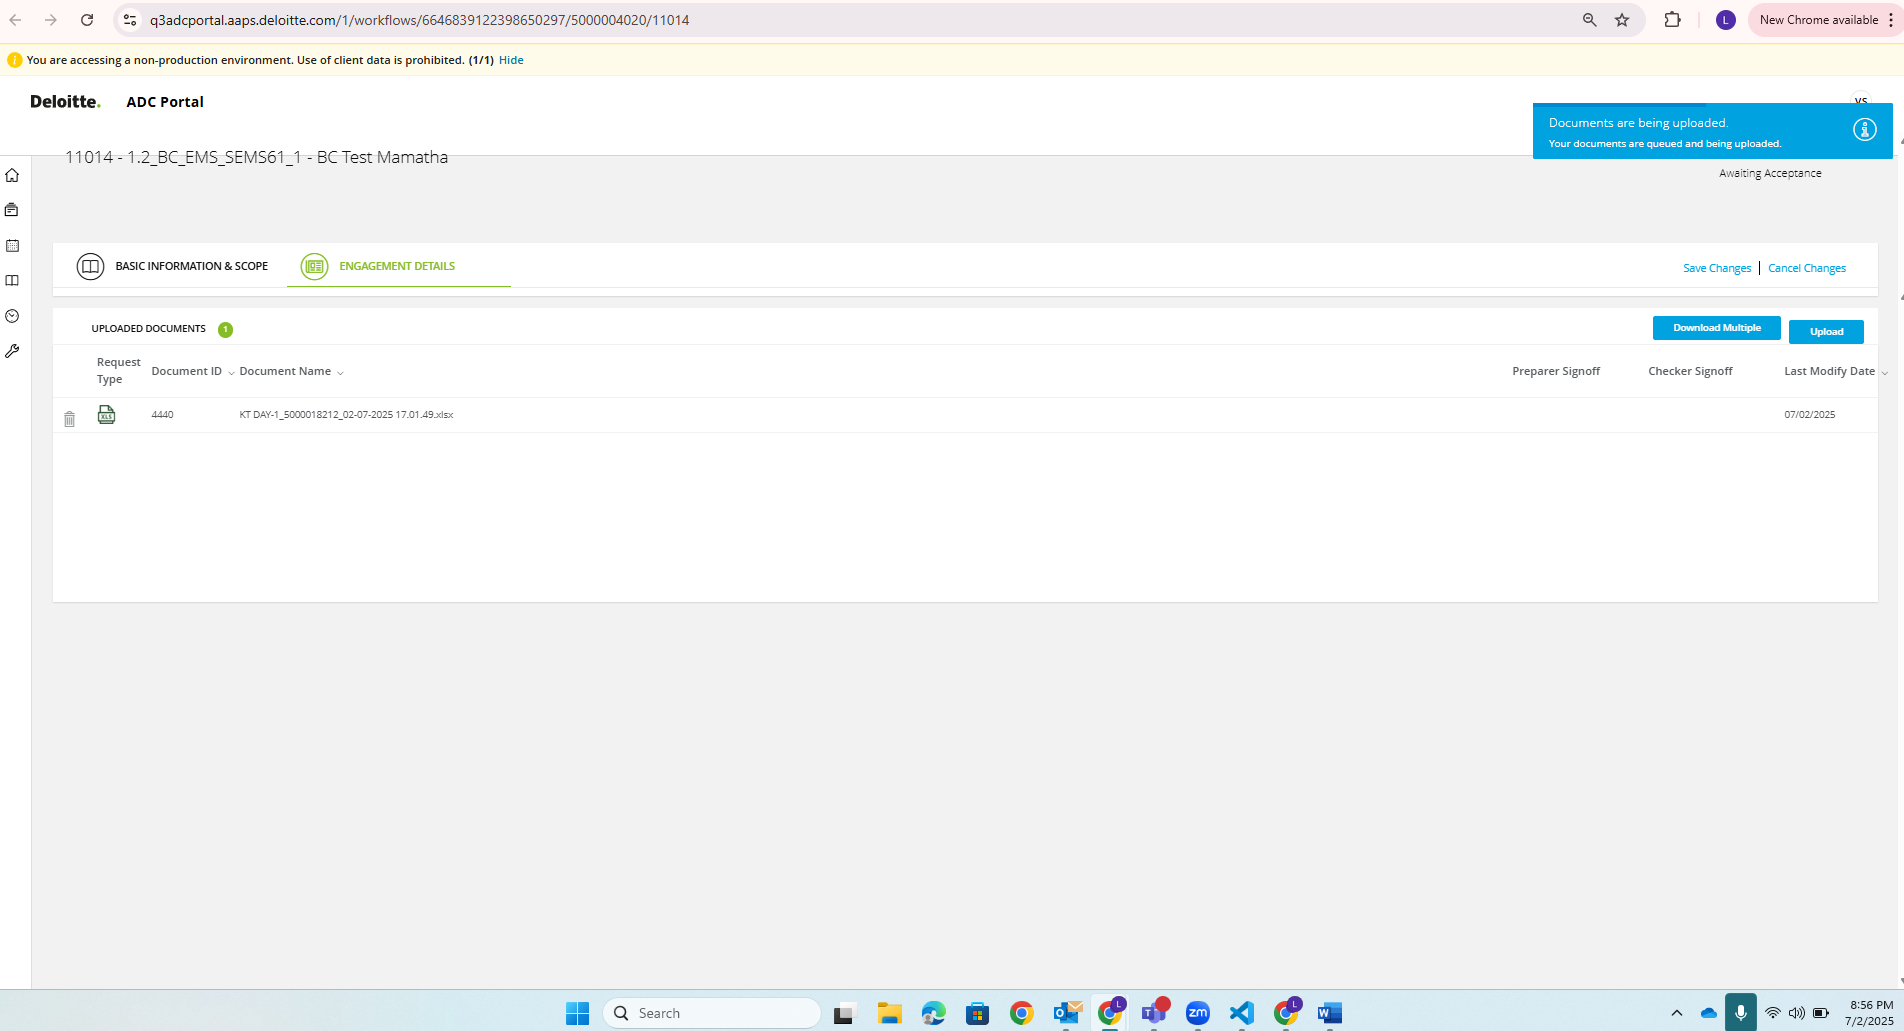 q3adcportal.aaps.deloitte.com/1/workflows/6646839122398650297/5000004020/11014
L
New Chrome available
You are accessing a non-production environment. Use of client data is prohibited. (1/1) Hide
Deloitte. ADC Portal
VS
Documents are being uploaded.
Your documents are queued and being uploaded.
11014 - 1.2_BC_EMS_SEMS61_1 - BC Test Mamatha
Awaiting Acceptance
BASIC INFORMATION & SCOPE ENGAGEMENT DETAILS Save Changes | Cancel Changes
UPLOADED DOCUMENTS 1 Download Multiple Upload
Request Type Document ID Document Name Preparer Signoff Checker Signoff Last Modify Date
XLS 4440 KT DAY-1_5000018212_02-07-2025 17.01.49.xlsx 07/02/2025
Search
L
T
zm
L
W
8:56 PM
7/2/2025